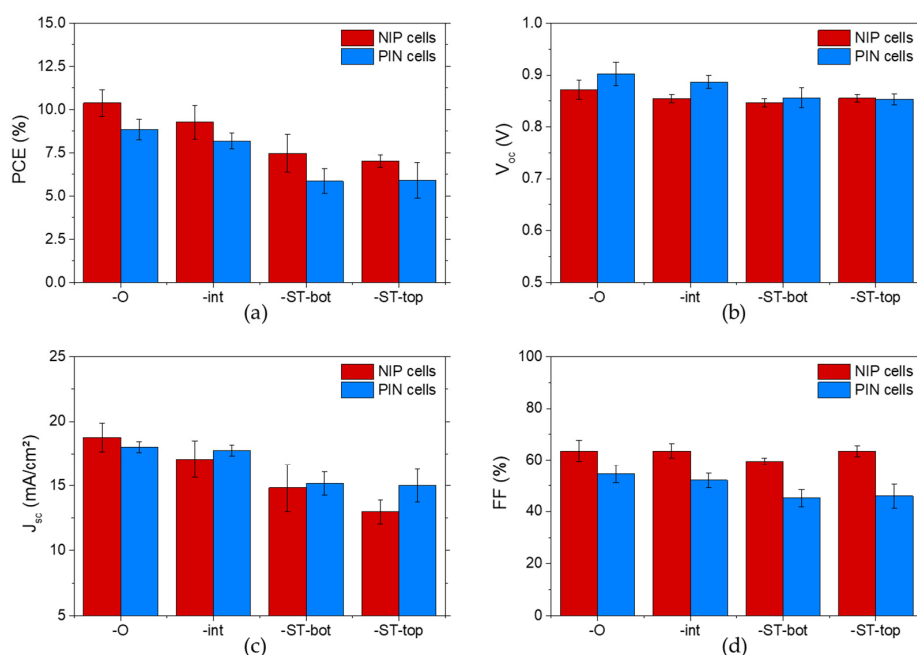 15.0
12.5
10.0
7.5
5.0
2.5
0.0
PCE (%)
NIP cells
PIN cells
-O -int -ST-bot -ST-top
(a)
1.0
0.9
0.8
0.7
0.6
0.5
Voc (V)
NIP cells
PIN cells
-O -int -ST-bot -ST-top
(b)
25
20
15
10
5
Jsc (mA/cm²)
NIP cells
PIN cells
-O -int -ST-bot -ST-top
(c)
100
80
60
40
20
0
FF (%)
NIP cells
PIN cells
-O -int -ST-bot -ST-top
(d)